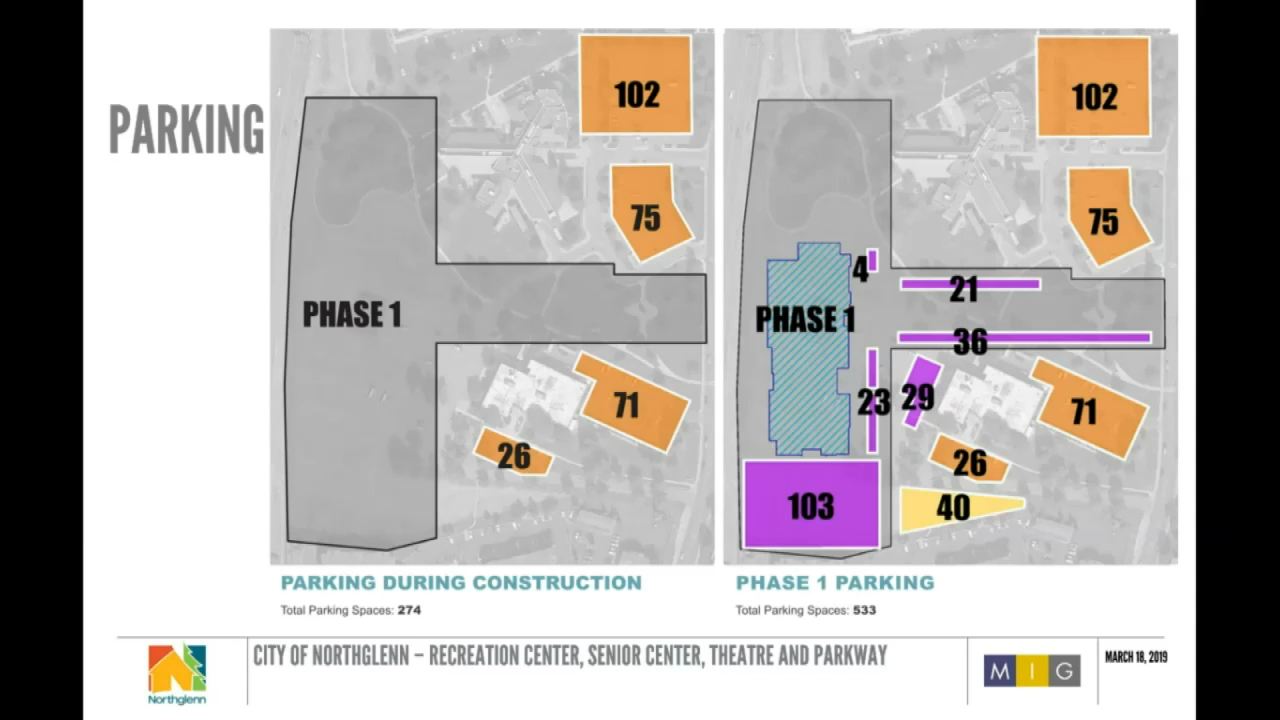 PARKING
102
75
PHASE 1
71
26
102
75
4
21
PHASE 1
36
23
29
71
26
103
40
PARKING DURING CONSTRUCTION
Total Parking Spaces: 274
PHASE 1 PARKING
Total Parking Spaces: 533
Northglenn
CITY OF NORTHGLENN – RECREATION CENTER, SENIOR CENTER, THEATRE AND PARKWAY
M I G
MARCH 18, 2019